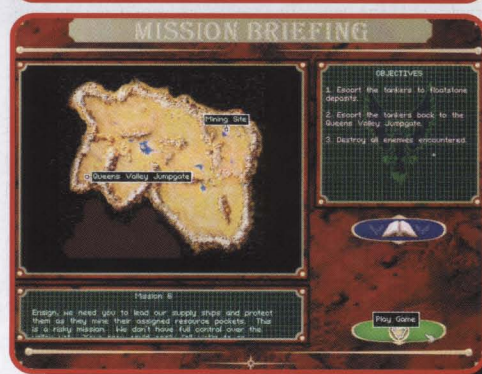 MISSION BRIEFING
OBJECTIVES
1. Escort the tankers to floatstone
deposits.
2. Escort the tankers back to the
Queens Valley Jumpgate.
3. Destroy all enemies encountered.
Mining Site
Queens Valley Jumpgate
Mission 6
Ensign, we need you to lead our supply ships and protect
them as they mine their assigned resource pockets. This
is a risky mission. We don't have full control over the
Play Game